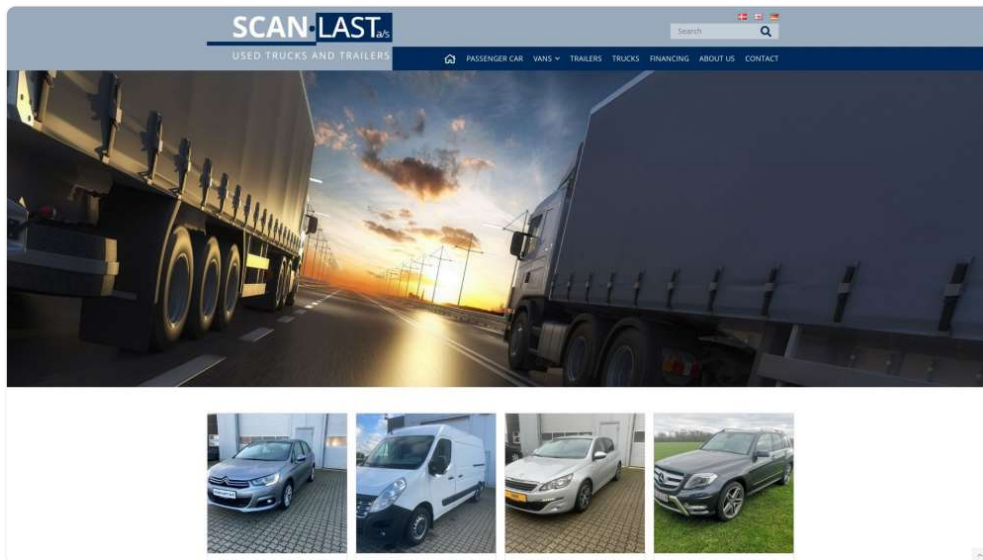 SCAN·LAST a/s
USED TRUCKS AND TRAILERS
Search
PASSENGER CAR VANS TRAILERS TRUCKS FINANCING ABOUT US CONTACT